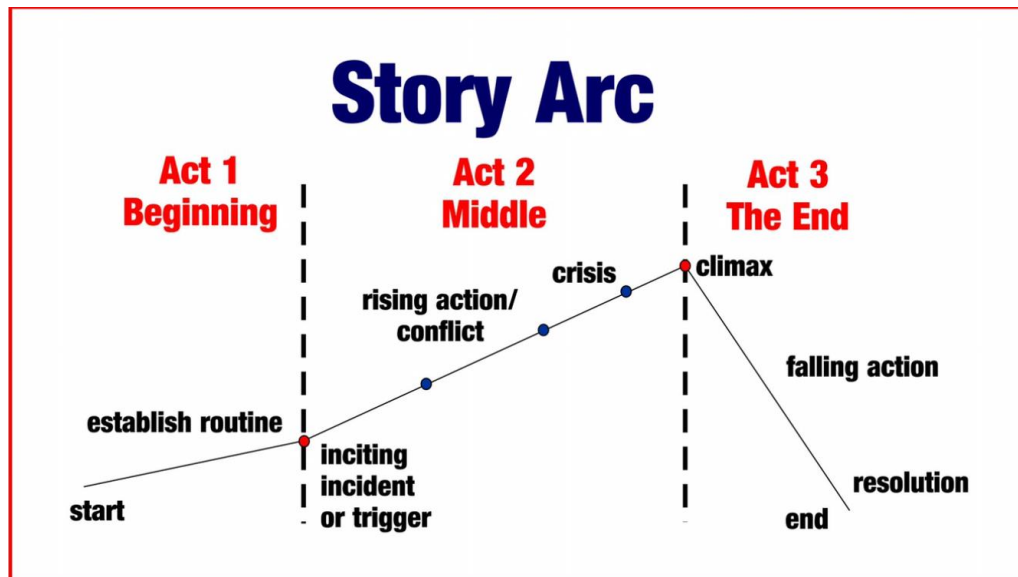 Story Arc
Act 1
Beginning
Act 2
Middle
Act 3
The End
crisis
climax
rising action/
conflict
falling action
establish routine
inciting
incident
or trigger
start
resolution
end